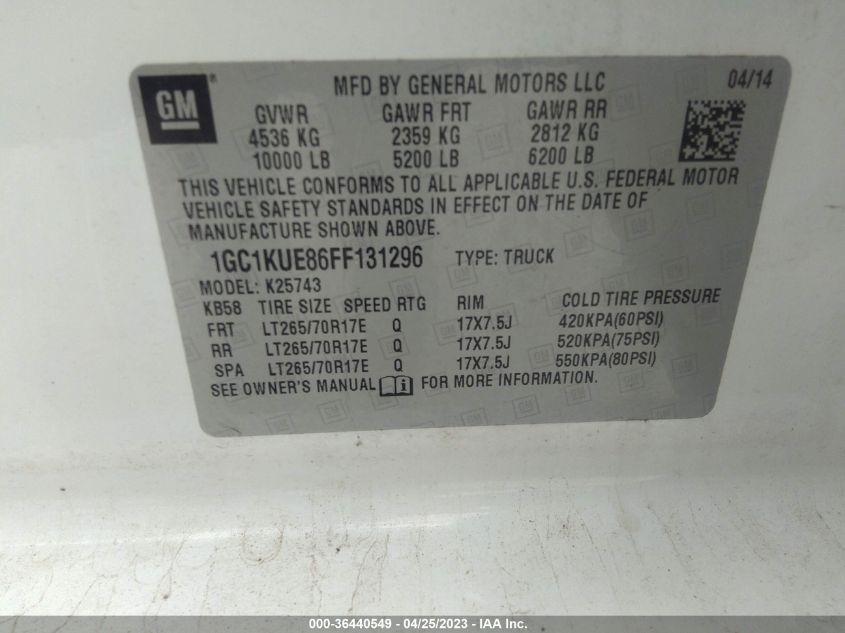 GM
®
MFD BY GENERAL MOTORS LLC 04/14
GVWR GAWR FRT GAWR RR
4536 KG 2359 KG 2812 KG
10000 LB 5200 LB 6200 LB
THIS VEHICLE CONFORMS TO ALL APPLICABLE U.S. FEDERAL MOTOR
VEHICLE SAFETY STANDARDS IN EFFECT ON THE DATE OF
MANUFACTURE SHOWN ABOVE.
1GC1KUE86FF131296 TYPE: TRUCK
MODEL: K25743
KB58 TIRE SIZE SPEED RTG RIM COLD TIRE PRESSURE
FRT LT265/70R17E Q 17X7.5J 420KPA(60PSI)
RR LT265/70R17E Q 17X7.5J 520KPA(75PSI)
SPA LT265/70R17E Q 17X7.5J 550KPA(80PSI)
SEE OWNER'S MANUAL FOR MORE INFORMATION.
000-36440549 - 04/25/2023 - IAA Inc.